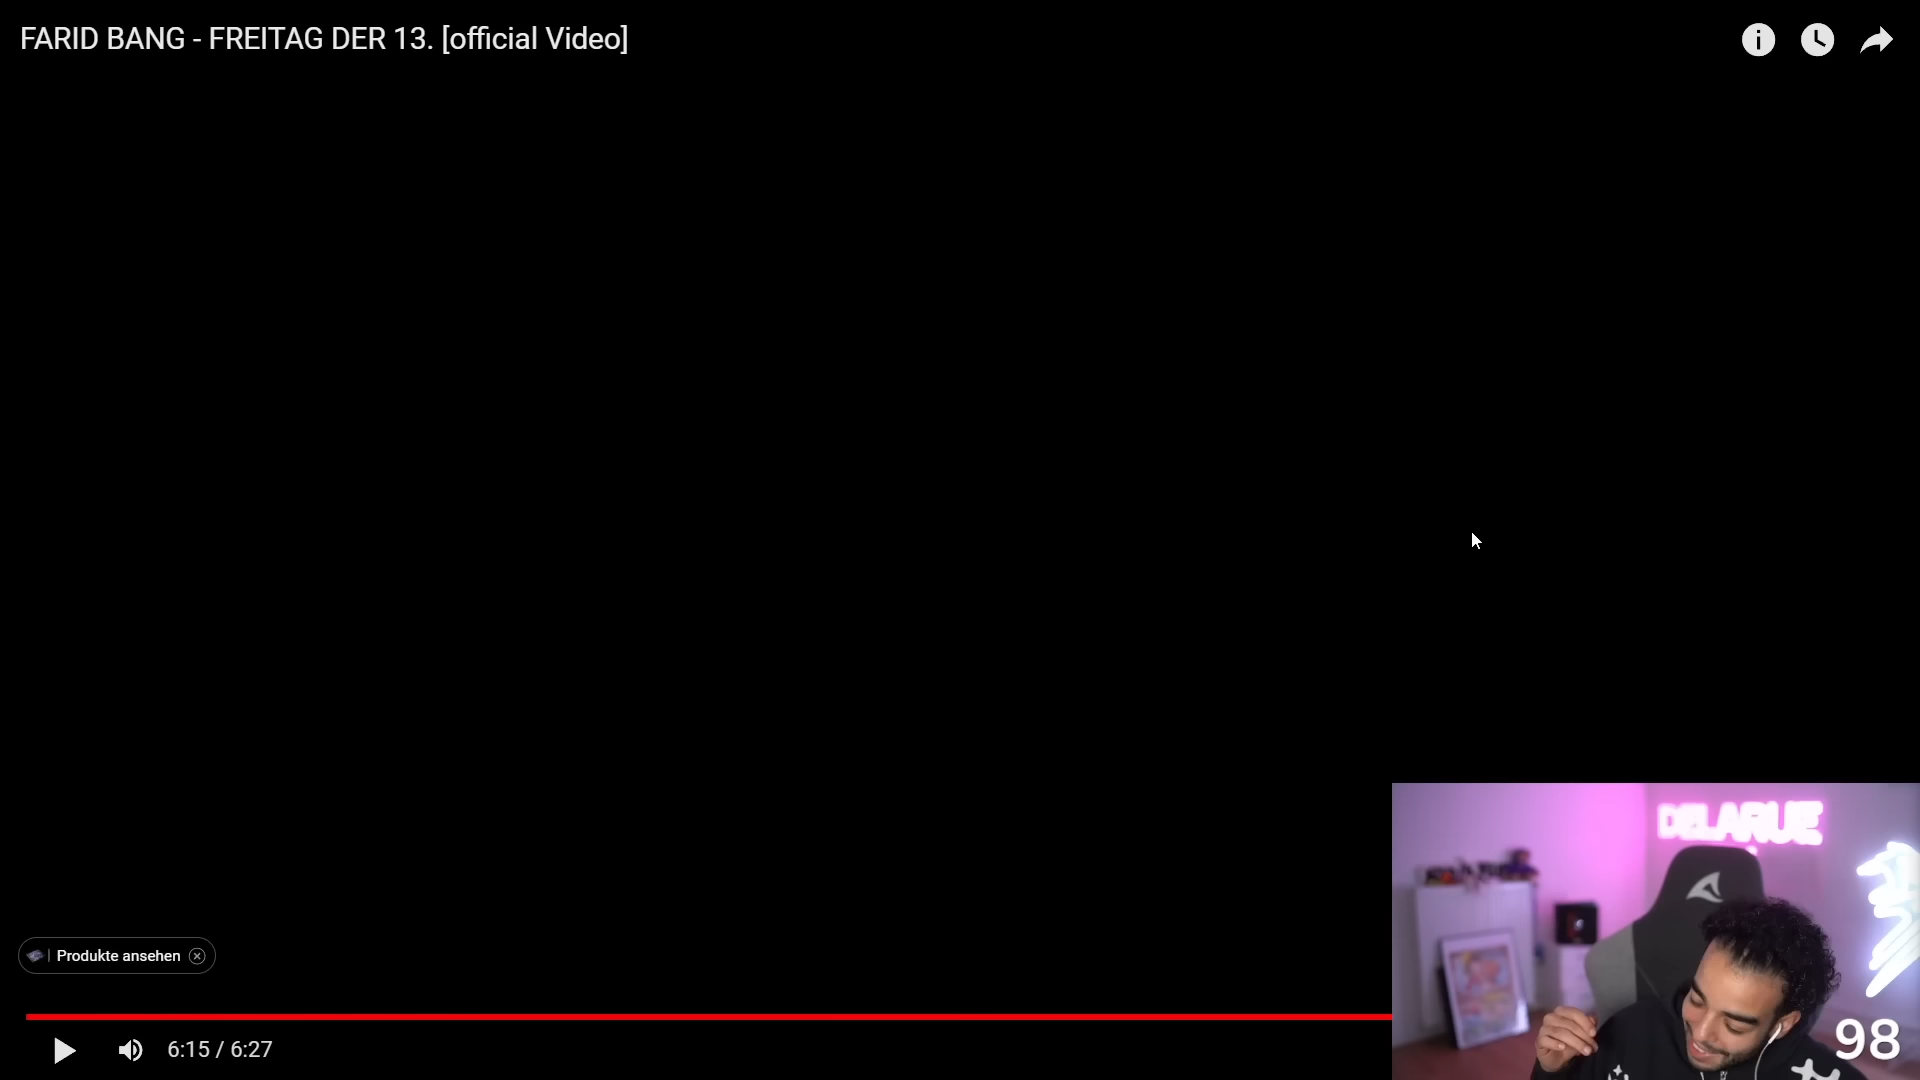 FARID BANG - FREITAG DER 13. [official Video]
Produkte ansehen
6:15 / 6:27
DELARUE
98